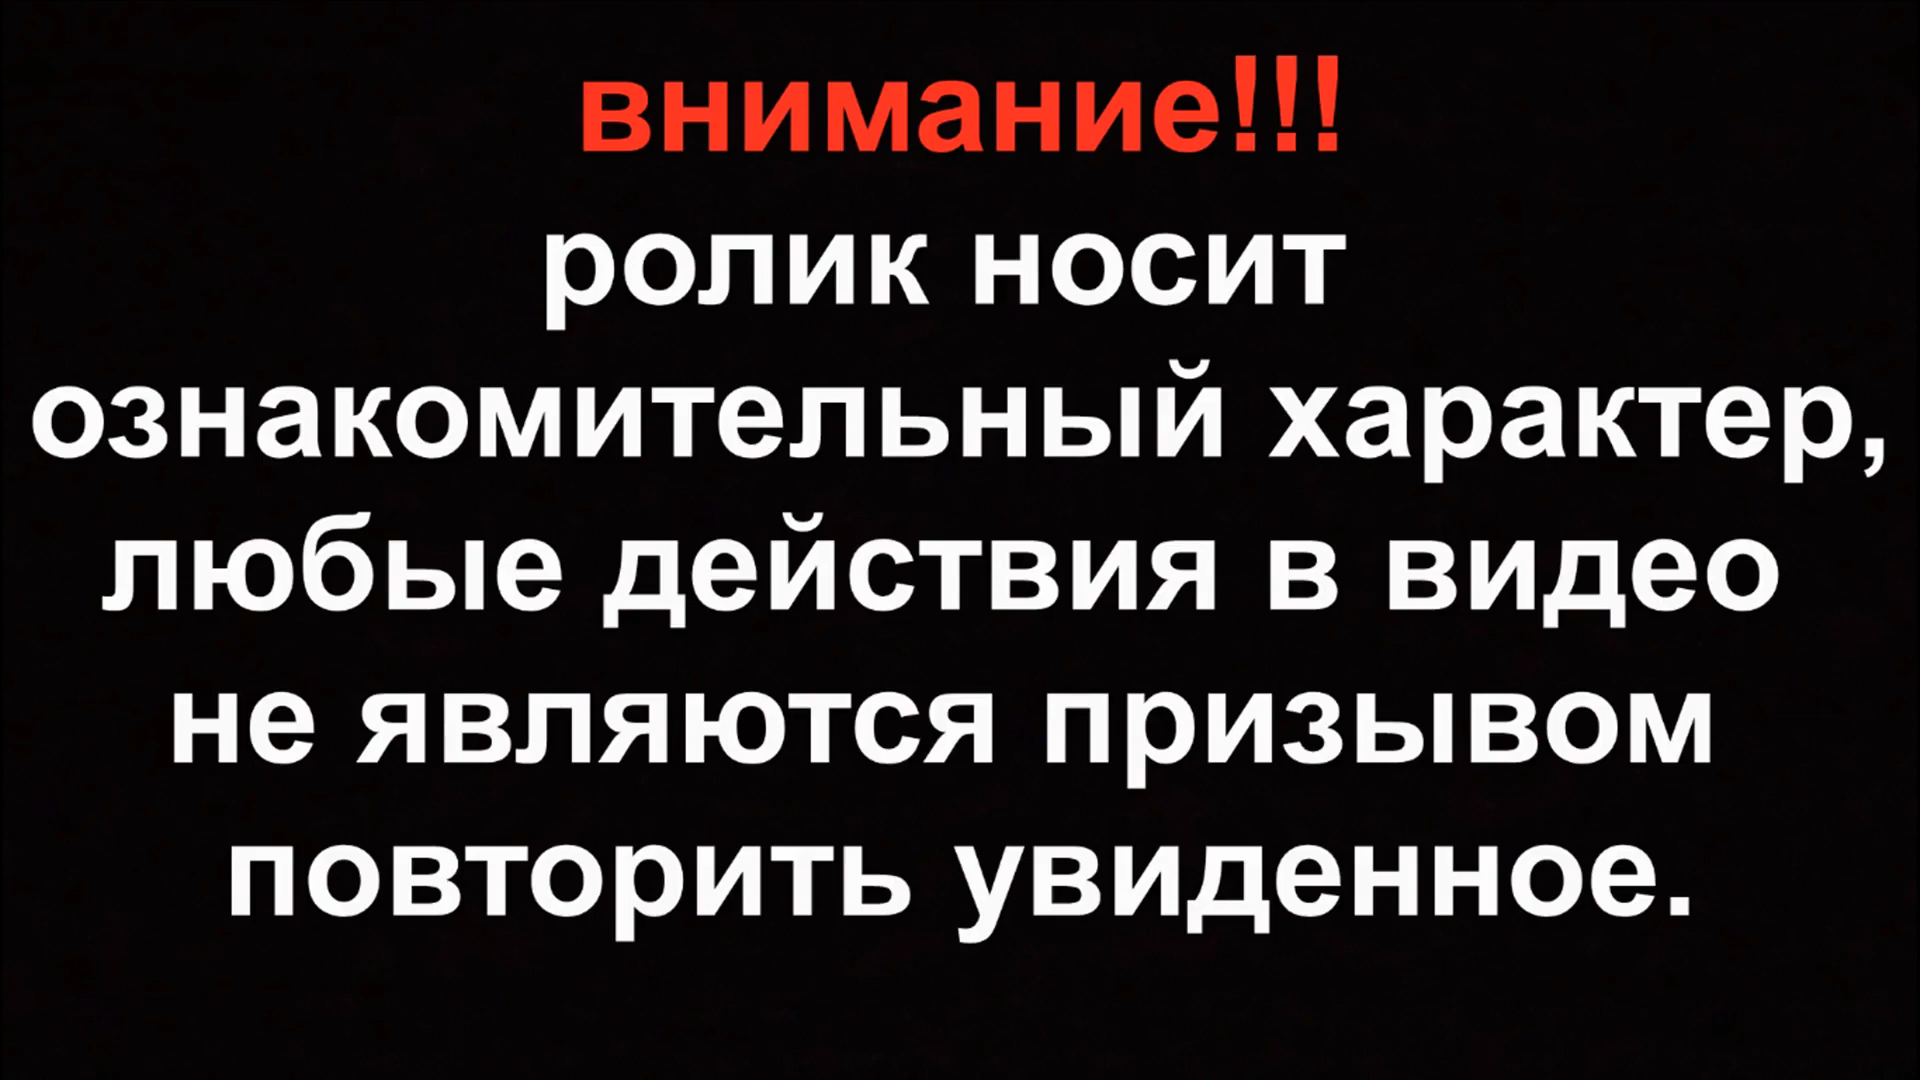 внимание!!!
ролик носит
ознакомительный характер,
любые действия в видео
не являются призывом
повторить увиденное.